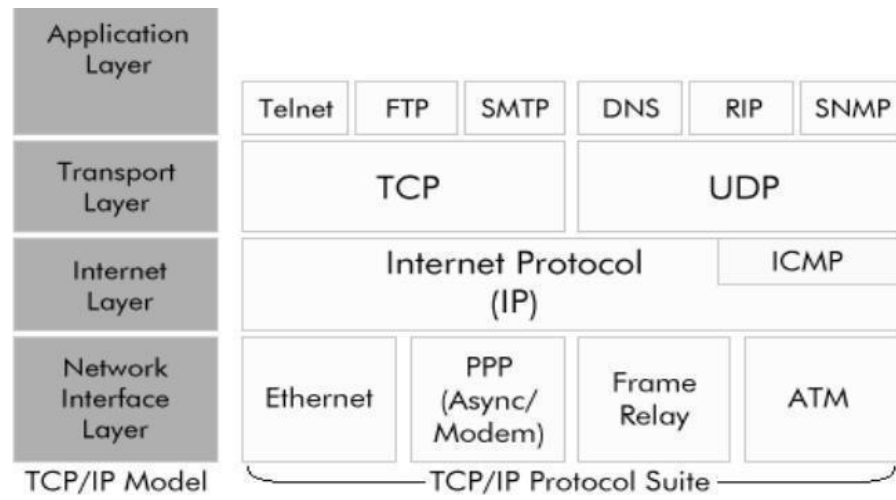 Application
Layer
Telnet
FTP
SMTP
DNS
RIP
SNMP
Transport
Layer
TCP
UDP
Internet
Layer
Internet Protocol
(IP)
ICMP
Network
Interface
Layer
Ethernet
PPP
(Async/
Modem)
Frame
Relay
ATM
TCP/IP Model
TCP/IP Protocol Suite